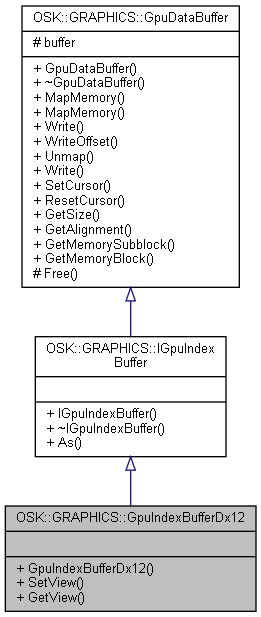 OSK::GRAPHICS::GpuDataBuffer
# buffer
+ GpuDataBuffer()
+ ~GpuDataBuffer()
+ MapMemory()
+ MapMemory()
+ Write()
+ WriteOffset()
+ Unmap()
+ Write()
+ SetCursor()
+ ResetCursor()
+ GetSize()
+ GetAlignment()
+ GetMemorySubblock()
+ GetMemoryBlock()
# Free()
OSK::GRAPHICS::IGpuIndex
Buffer
+ IGpuIndexBuffer()
+ ~IGpuIndexBuffer()
+ As()
OSK::GRAPHICS::GpuIndexBufferDx12
+ GpuIndexBufferDx12()
+ SetView()
+ GetView()